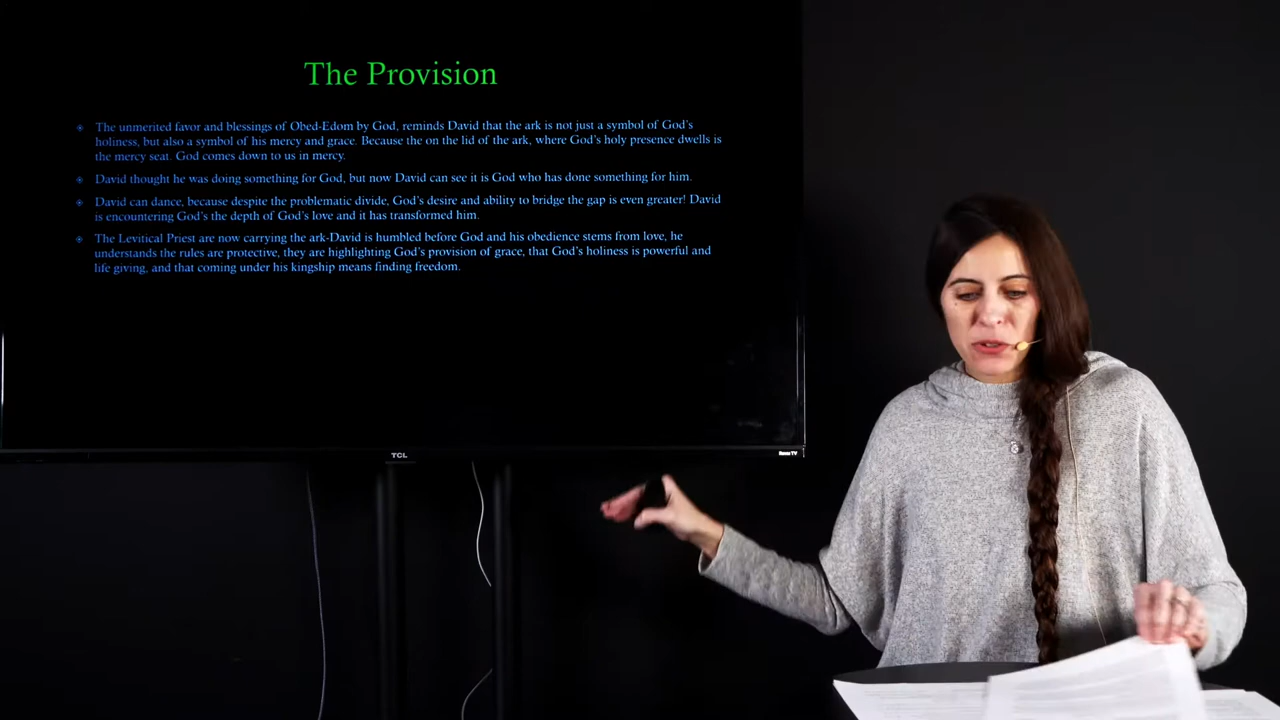 The Provision
The unmerited favor and blessings of Obed-Edom by God, reminds David that the ark is not just a symbol of God's
holiness, but also a symbol of his mercy and grace. Because the on the lid of the ark, where God's holy presence dwells is
the mercy seat. God comes down to us in mercy.
David thought he was doing something for God, but now David can see it is God who has done something for him.
David can dance, because despite the problematic divide, God's desire and ability to bridge the gap is even greater! David
is encountering God's the depth of God's love and it has transformed him.
The Levitical Priest are now carrying the ark-David is humbled before God and his obedience stems from love, he
understands the rules are protective, they are highlighting God's provision of grace, that God's holiness is powerful and
life giving, and that coming under his kingship means finding freedom.
TCL
Roku TV